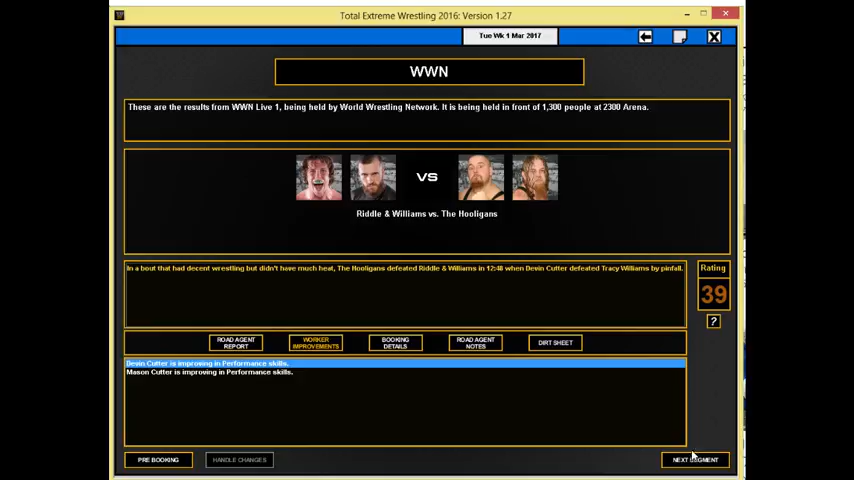 Total Extreme Wrestling 2016: Version 1.27
Tue Wk 1 Mar 2017
WWN
These are the results from WWN Live 1, being held by World Wrestling Network. It is being held in front of 1,300 people at 2300 Arena.
VS
Riddle & Williams vs. The Hooligans
In a bout that had decent wrestling but didn't have much heat, The Hooligans defeated Riddle & Williams in 12:48 when Devin Cutter defeated Tracy Williams by pinfall.
Rating
39
?
ROAD AGENT REPORT
WORKER IMPROVEMENTS
BOOKING DETAILS
ROAD AGENT NOTES
DIRT SHEET
Devin Cutter is improving in Performance skills.
Mason Cutter is improving in Performance skills.
PRE BOOKING
HANDLE CHANGES
NEXT SEGMENT